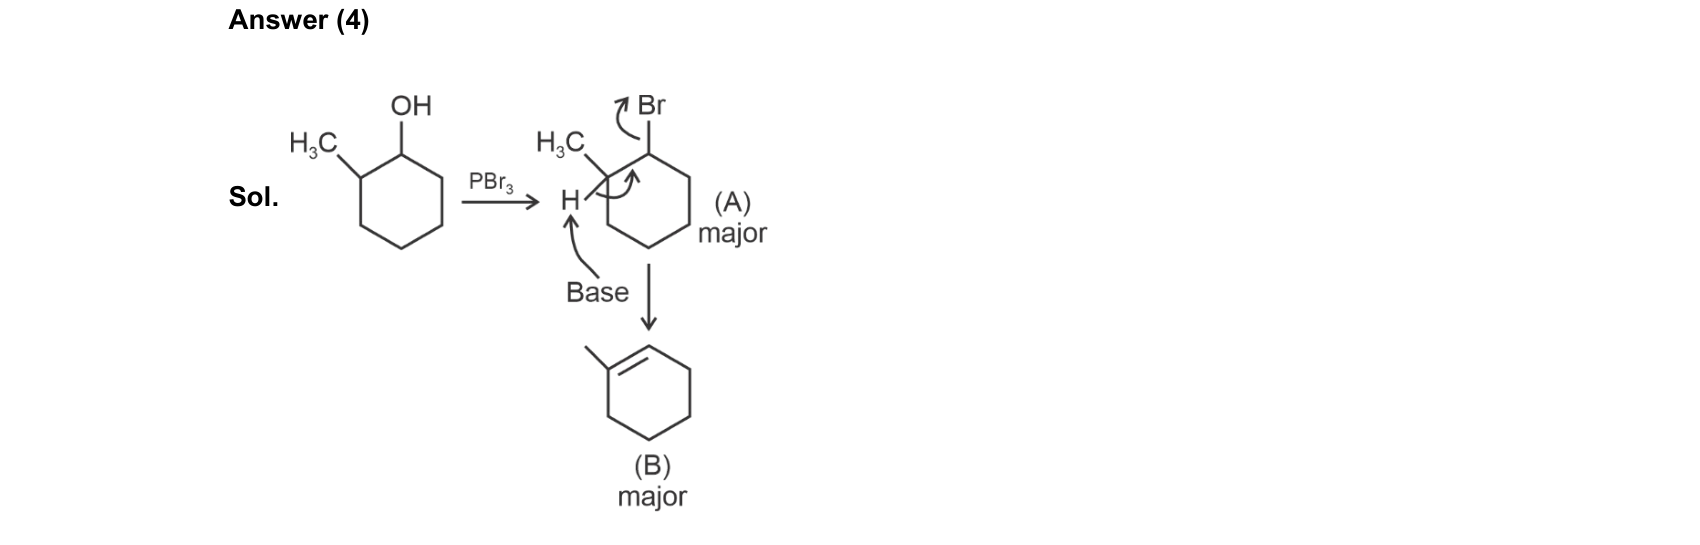 Answer (4)
OH
Br
H₃C
H₃C
Sol.
PBr₃
H
(A)
major
Base
(B)
major